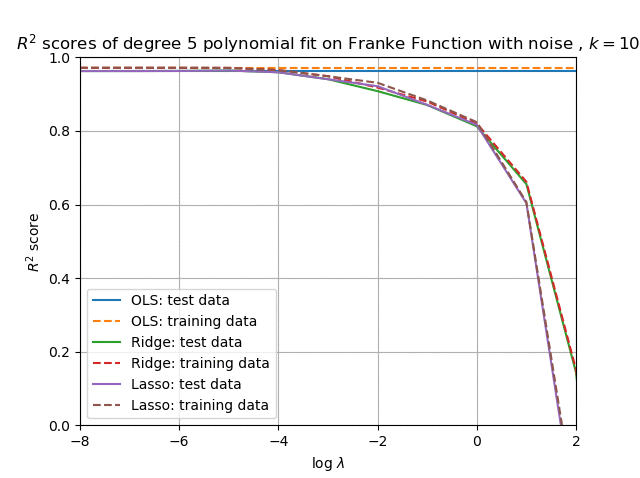 R² scores of degree 5 polynomial fit on Franke Function with noise , k = 10
1.0
0.8
0.6
0.4
0.2
0.0
R² score
OLS: test data
OLS: training data
Ridge: test data
Ridge: training data
Lasso: test data
Lasso: training data
−8 −6 −4 −2 0 2
log λ